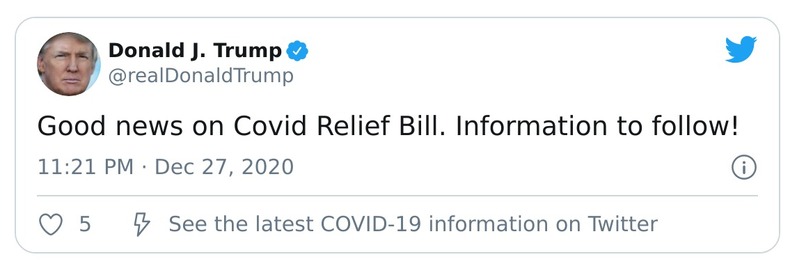 Donald J. Trump
@realDonaldTrump
Good news on Covid Relief Bill. Information to follow!
11:21 PM · Dec 27, 2020
5
See the latest COVID-19 information on Twitter